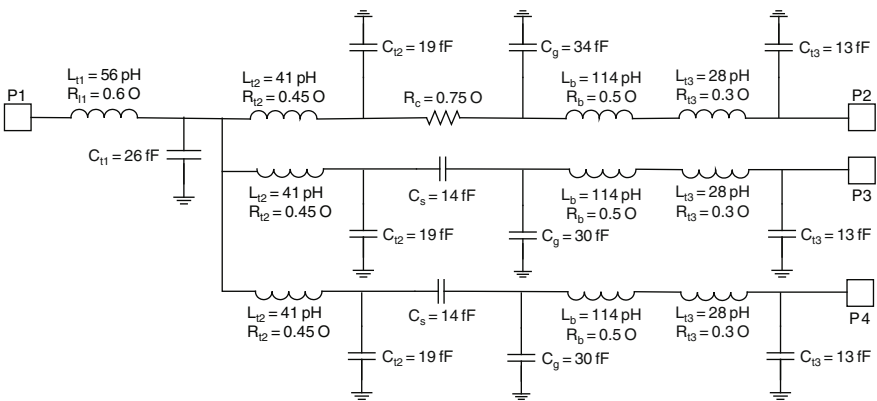 C_t2 = 19 fF
C_g = 34 fF
C_t3 = 13 fF
L_t1 = 56 pH
R_l1 = 0.6 O
L_t2 = 41 pH
R_t2 = 0.45 O
R_c = 0.75 O
L_b = 114 pH
R_b = 0.5 O
L_t3 = 28 pH
R_t3 = 0.3 O
P1
P2
C_t1 = 26 fF
L_t2 = 41 pH
R_t2 = 0.45 O
C_s = 14 fF
L_b = 114 pH
R_b = 0.5 O
L_t3 = 28 pH
R_t3 = 0.3 O
P3
C_t2 = 19 fF
C_g = 30 fF
C_t3 = 13 fF
L_t2 = 41 pH
R_t2 = 0.45 O
C_s = 14 fF
L_b = 114 pH
R_b = 0.5 O
L_t3 = 28 pH
R_t3 = 0.3 O
P4
C_t2 = 19 fF
C_g = 30 fF
C_t3 = 13 fF